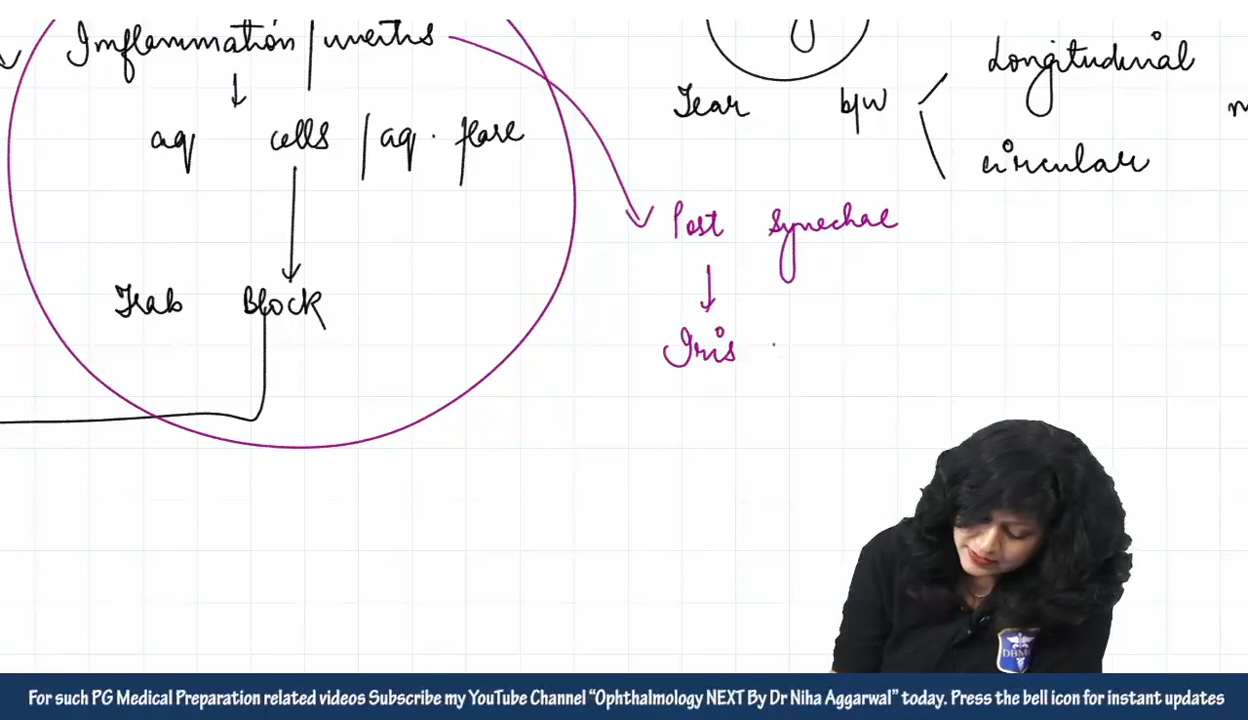 Inflammation / uveitis
aq cells / aq. flare
Trab Block
Tear b/w
Longitudinal
circular
Post Synechae
Iris
DHM
For such PG Medical Preparation related videos Subscribe my YouTube Channel “Ophthalmology NEXT By Dr Niha Aggarwal” today. Press the bell icon for instant updates